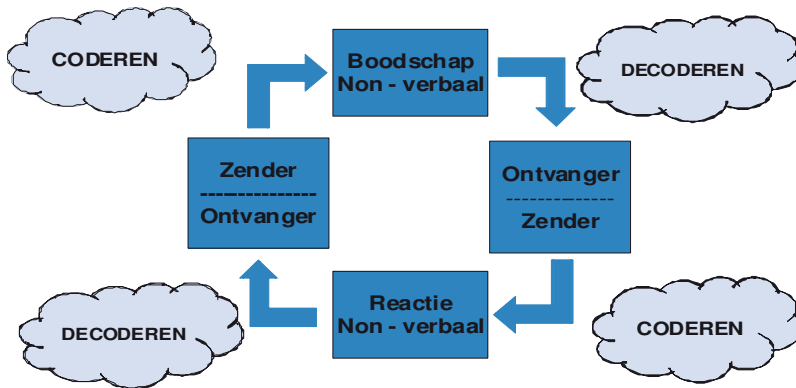 CODEREN
Boodschap
Non - verbaal
DECODEREN
Zender
Ontvanger
Ontvanger
Zender
Reactie
Non - verbaal
DECODEREN
CODEREN